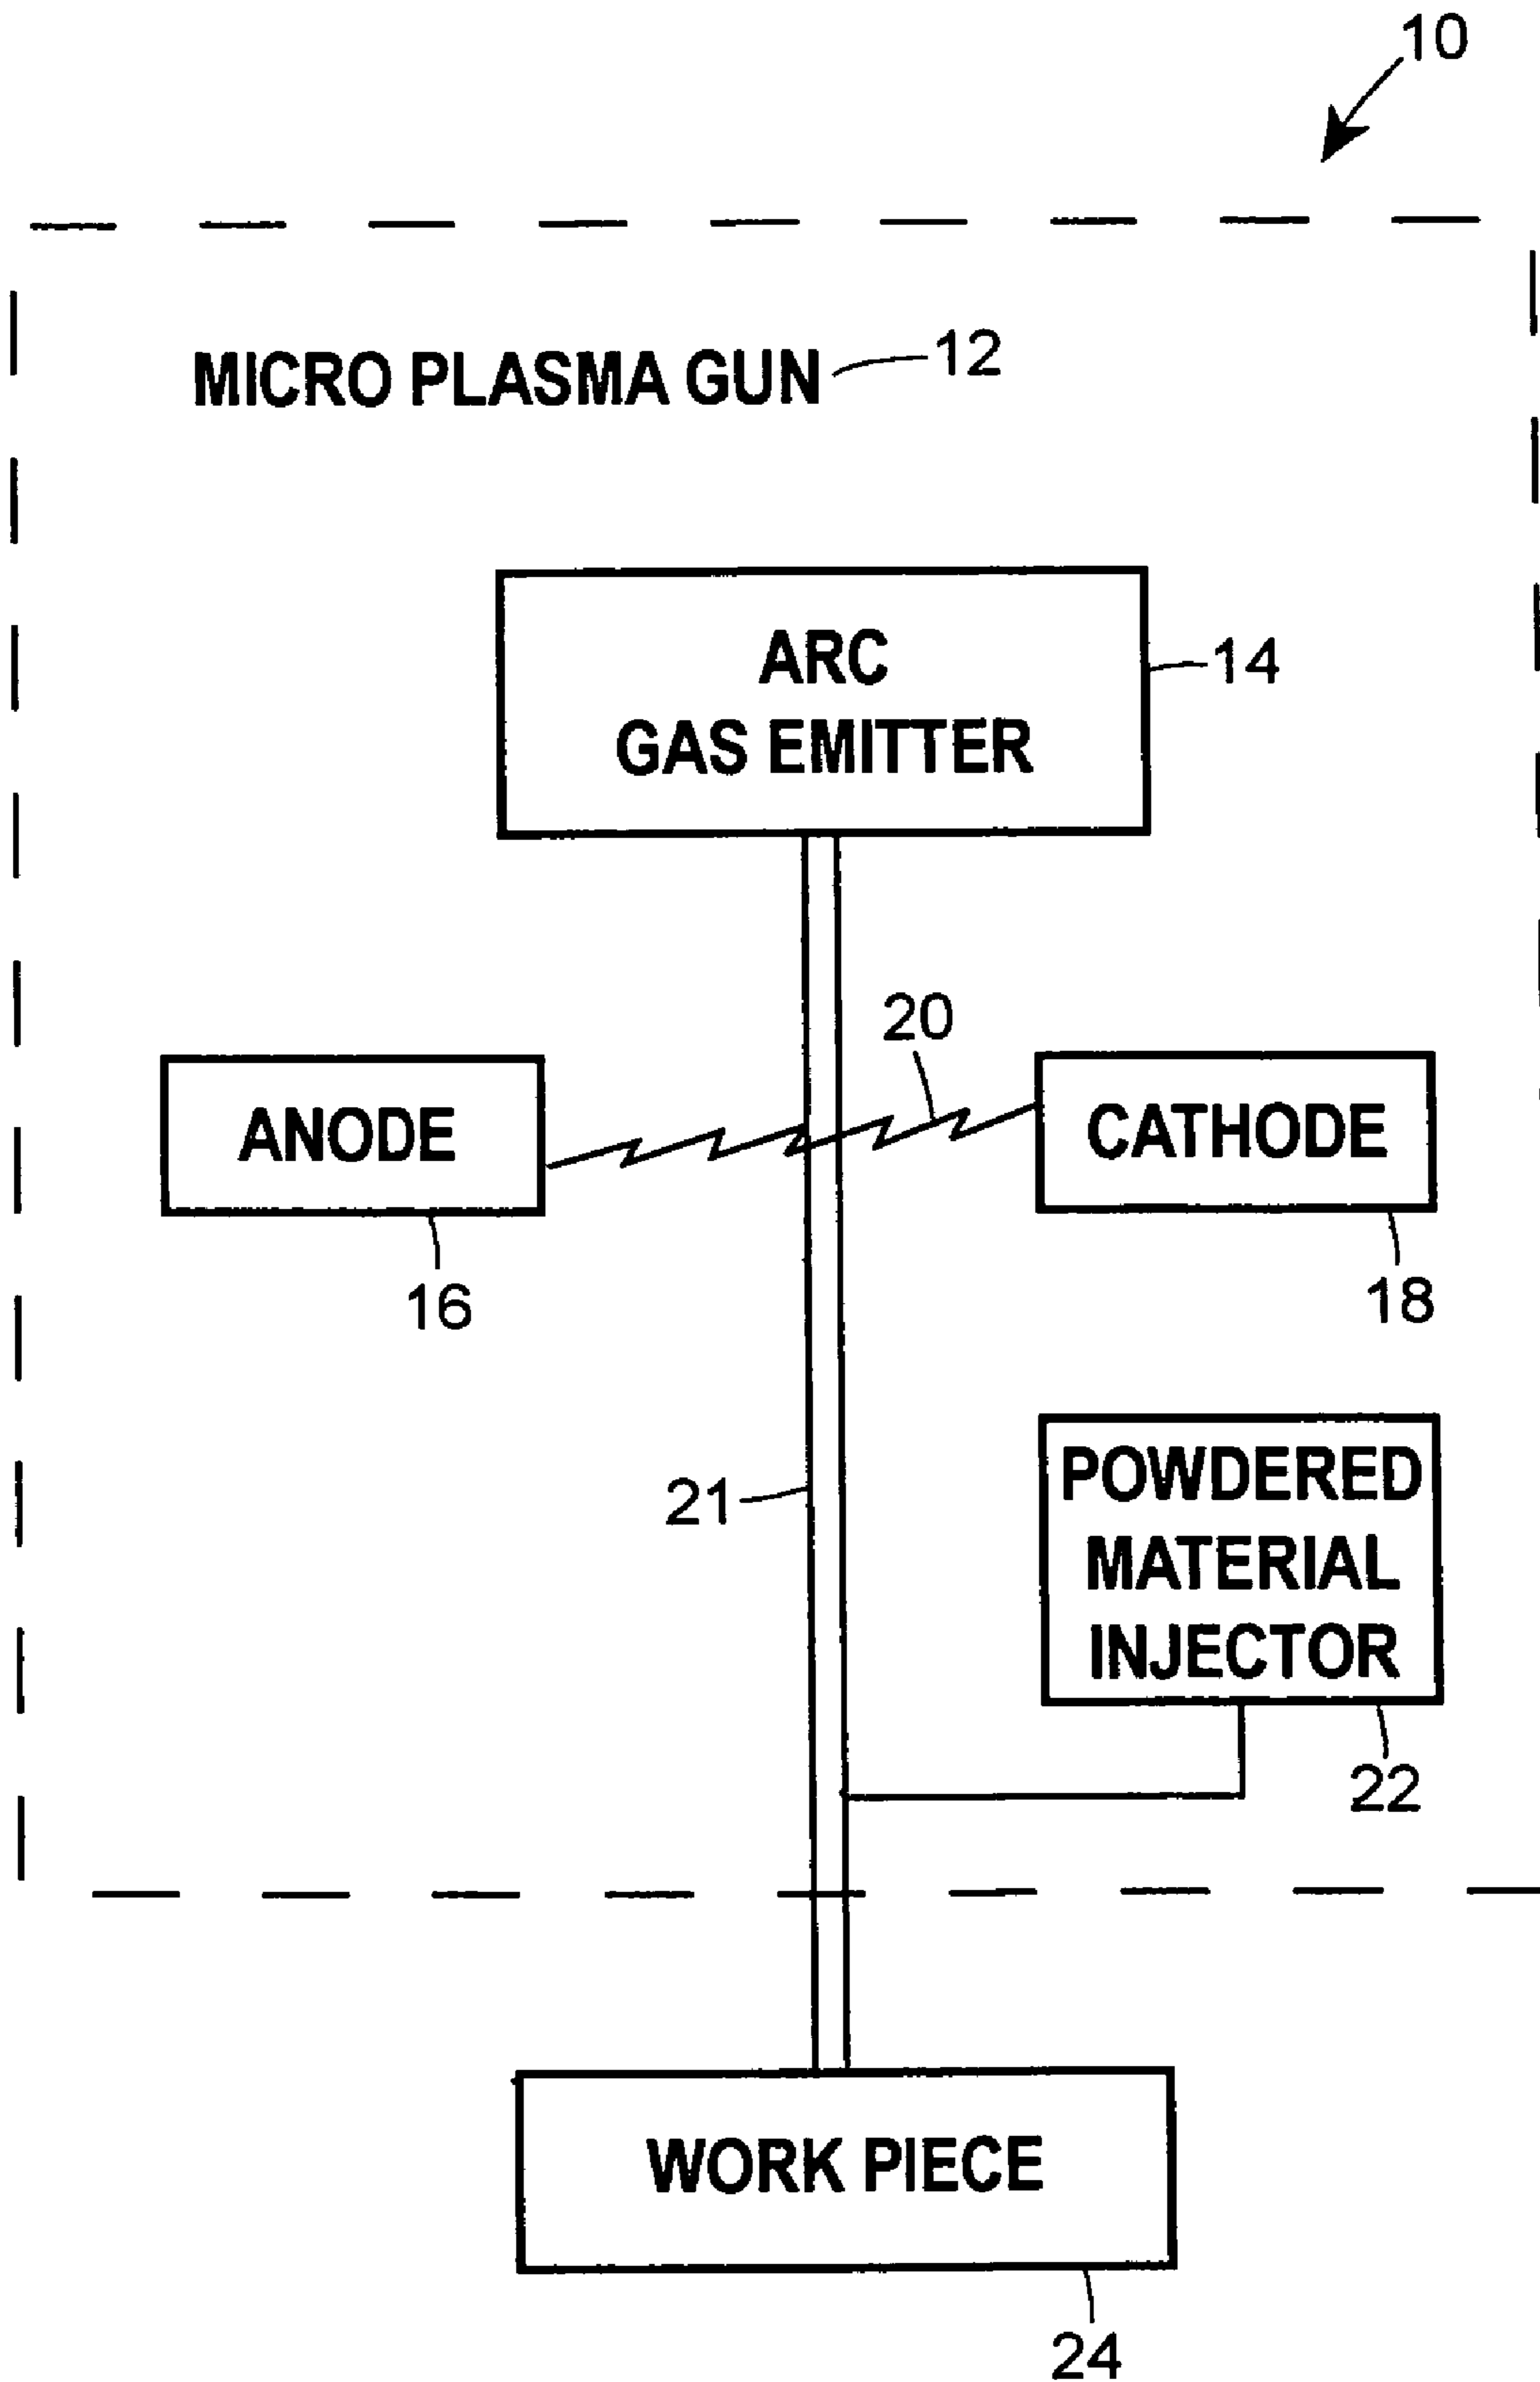 10
MICRO PLASMA GUN 12
ARC
GAS EMITTER
14
20
ANODE
CATHODE
16
18
POWDERED
MATERIAL
INJECTOR
21
22
WORK PIECE
24